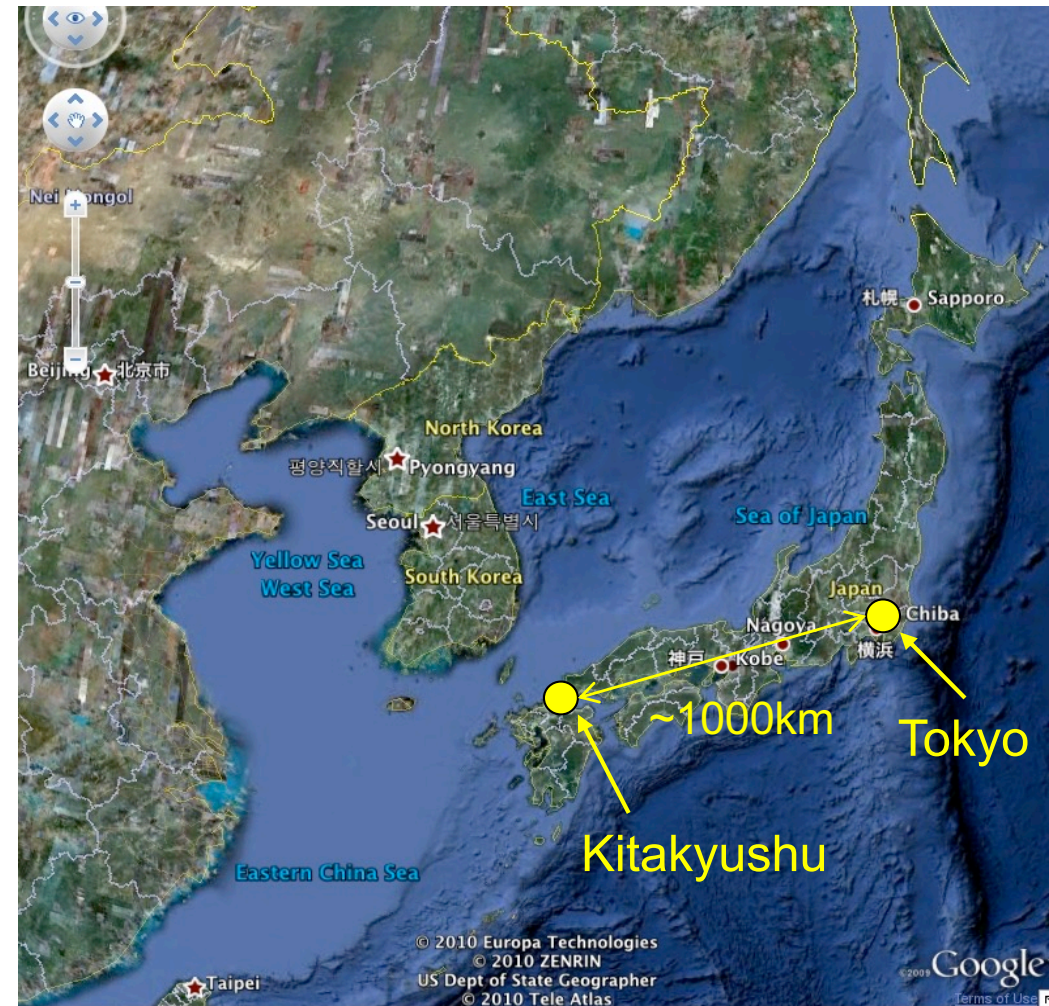 Nei Mongol
札幌 Sapporo
Beijing 北京市
North Korea
평양직할시 Pyongyang
East Sea
Seoul 서울특별시
Sea of Japan
Yellow Sea
West Sea
South Korea
Japan
Chiba
Nagoya
横浜
神戸 Kobe
~1000km
Tokyo
Kitakyushu
Eastern China Sea
© 2010 Europa Technologies
© 2010 ZENRIN
US Dept of State Geographer
© 2010 Tele Atlas
©2009 Google
Taipei
Terms of Use